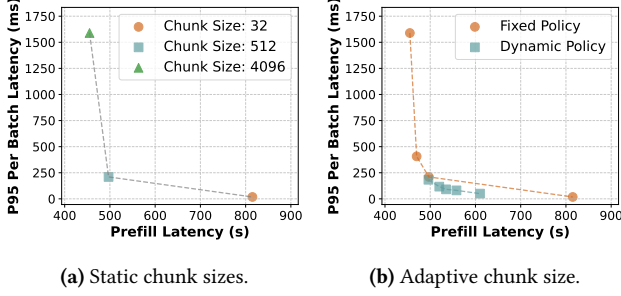 P95 Per Batch Latency (ms)
1750
1500
1250
1000
750
500
250
0
Chunk Size: 32
Chunk Size: 512
Chunk Size: 4096
400 500 600 700 800 900
Prefill Latency (s)
(a) Static chunk sizes.
P95 Per Batch Latency (ms)
1750
1500
1250
1000
750
500
250
0
Fixed Policy
Dynamic Policy
400 500 600 700 800 900
Prefill Latency (s)
(b) Adaptive chunk size.